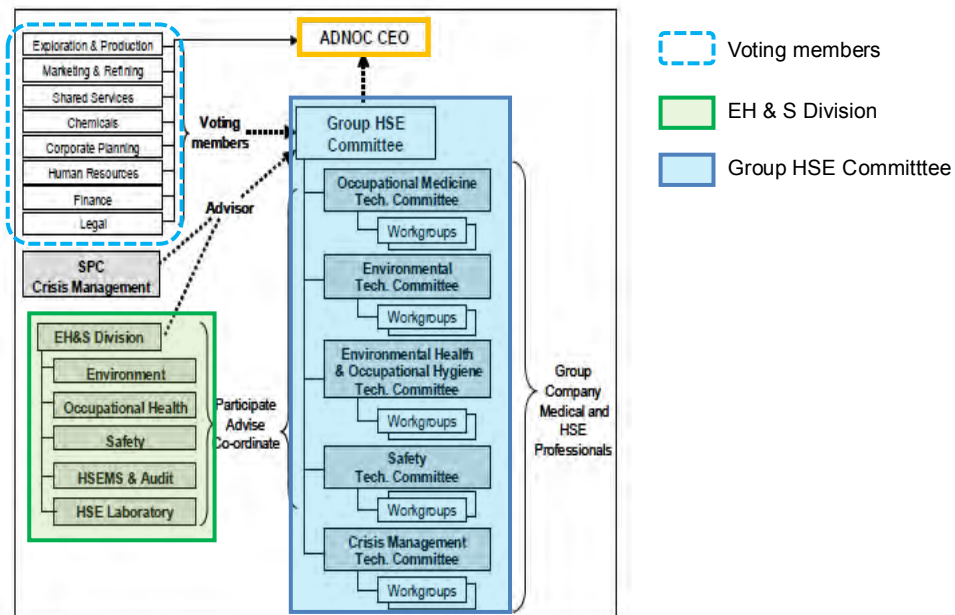 Exploration & Production
Marketing & Refining
Shared Services
Chemicals
Corporate Planning
Human Resources
Finance
Legal
Voting
members
Advisor
SPC
Crisis Management
EH&S Division
Environment
Occupational Health
Safety
HSEMS & Audit
HSE Laboratory
Participate
Advise
Co-ordinate
ADNOC CEO
Group HSE
Committee
Occupational Medicine
Tech. Committee
Workgroups
Environmental
Tech. Committee
Workgroups
Environmental Health
& Occupational Hygiene
Tech. Committee
Workgroups
Safety
Tech. Committee
Workgroups
Crisis Management
Tech. Committee
Workgroups
Group
Company
Medical and
HSE
Professionals
Voting members
EH & S Division
Group HSE Committtee